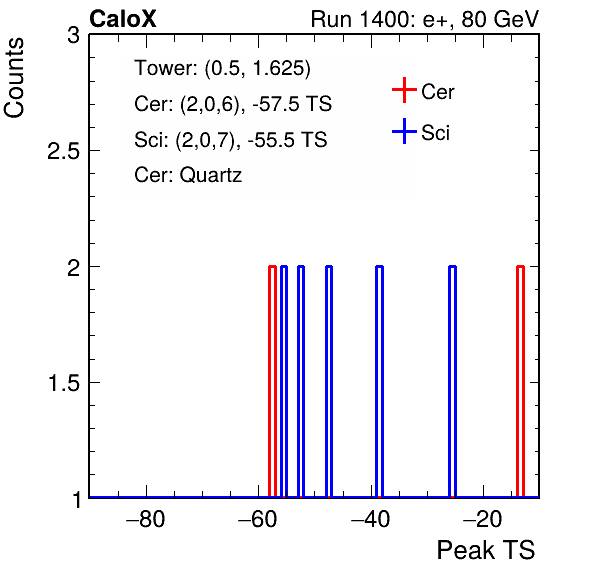 CaloX Run 1400: e+, 80 GeV
Counts
3
2.5
2
1.5
1
Tower: (0.5, 1.625)
Cer: (2,0,6), -57.5 TS
Sci: (2,0,7), -55.5 TS
Cer: Quartz
Cer
Sci
−80 −60 −40 −20
Peak TS